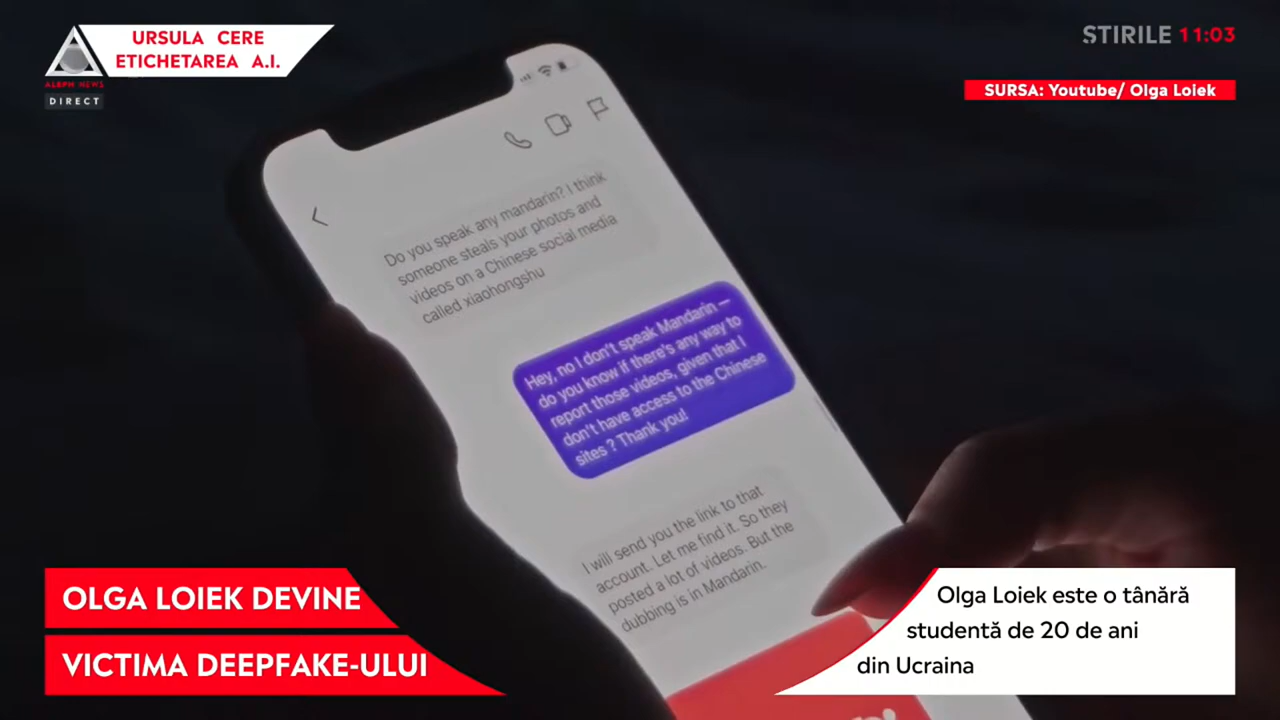 URSULA CERE
ETICHETAREA A.I.
ALEPH NEWS
DIRECT
STIRILE 11:03
SURSA: Youtube/ Olga Loiek
Do you speak any mandarin? I think
someone steals your photos and
videos on a Chinese social media
called xiaohongshu
Hey, no I don't speak Mandarin –
do you know if there's any way to
report those videos, given that I
don't have access to the Chinese
sites ? Thank you!
I will send you the link to that
account. Let me find it. So they
posted a lot of videos. But the
dubbing is in Mandarin.
OLGA LOIEK DEVINE
VICTIMA DEEPFAKE-ULUI
Olga Loiek este o tânără
studentă de 20 de ani
din Ucraina